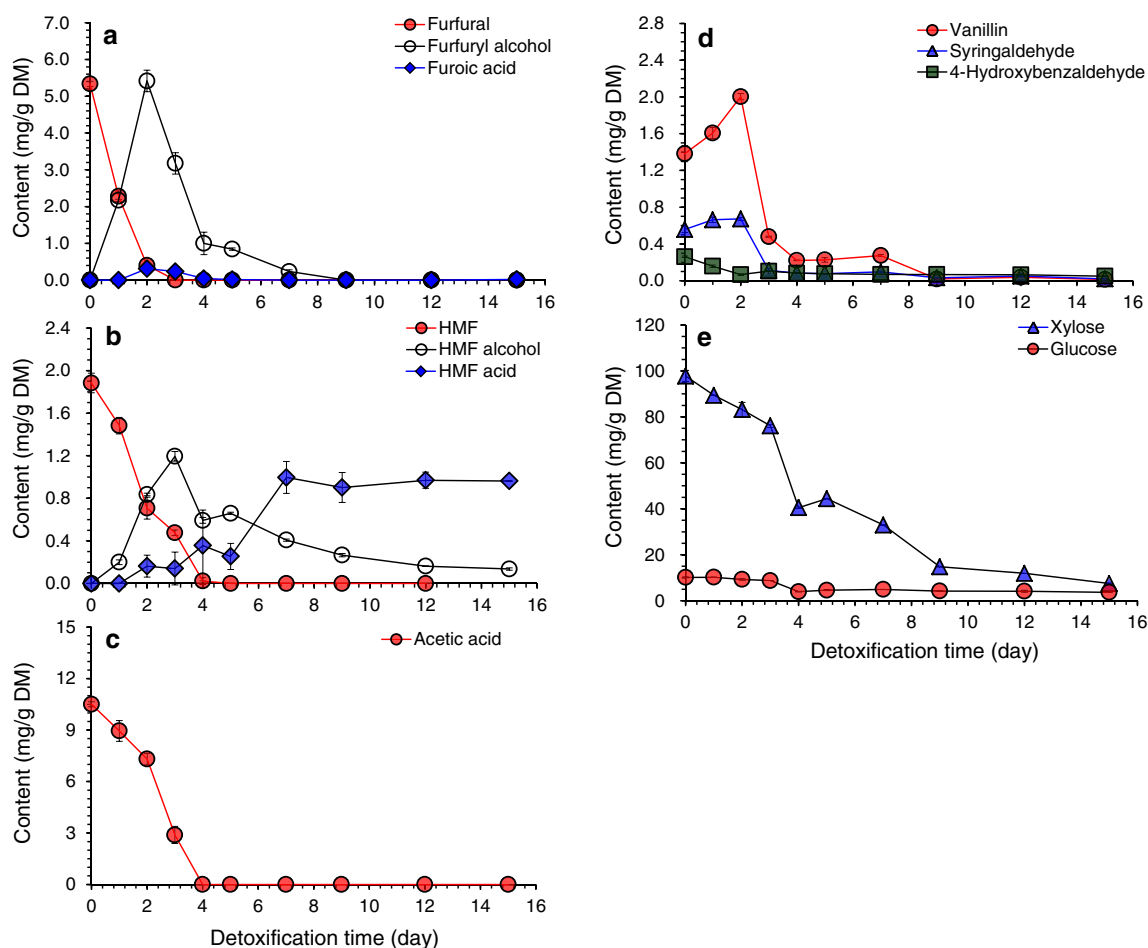 a
Furfural
Furfuryl alcohol
Furoic acid
Content (mg/g DM)
7.0
6.0
5.0
4.0
3.0
2.0
1.0
0.0
0 2 4 6 8 10 12 14 16
b
HMF
HMF alcohol
HMF acid
Content (mg/g DM)
2.4
2.0
1.6
1.2
0.8
0.4
0.0
0 2 4 6 8 10 12 14 16
c
Acetic acid
Content (mg/g DM)
15
12
9
6
3
0
0 2 4 6 8 10 12 14 16
Detoxification time (day)
d
Vanillin
Syringaldehyde
4-Hydroxybenzaldehyde
Content (mg/g DM)
2.8
2.4
2.0
1.6
1.2
0.8
0.4
0.0
0 2 4 6 8 10 12 14 16
e
Xylose
Glucose
Content (mg/g DM)
120
100
80
60
40
20
0
0 2 4 6 8 10 12 14 16
Detoxification time (day)